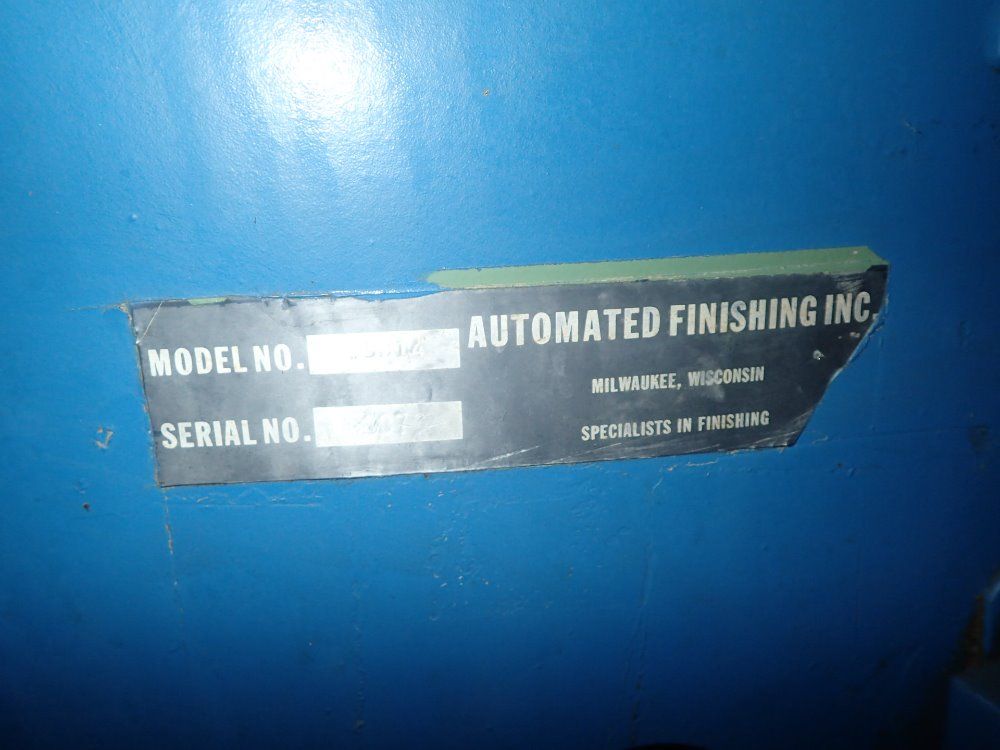 MODEL NO.
SERIAL NO.
AUTOMATED FINISHING INC.
MILWAUKEE, WISCONSIN
SPECIALISTS IN FINISHING